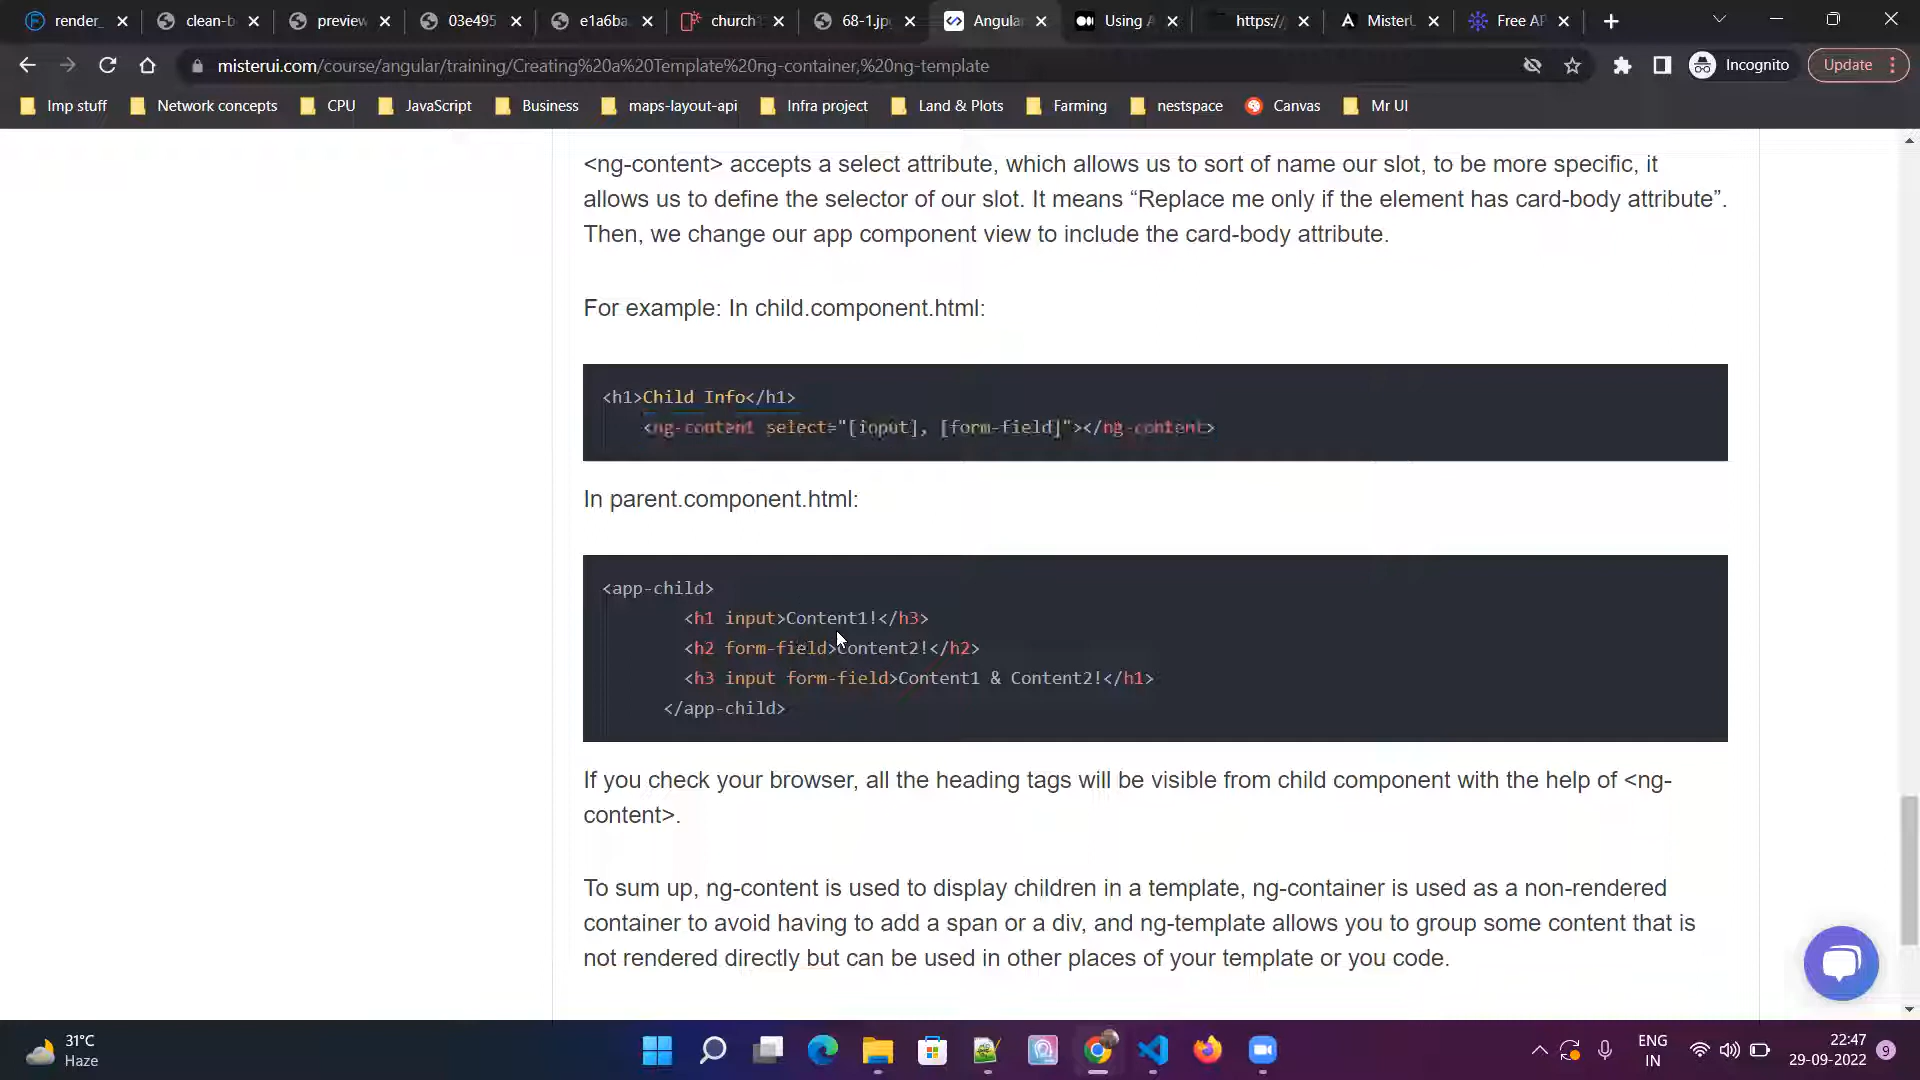 render_
clean-b
preview
03e495
e1a6ba
church
68-1.jp
Angula
Using A
https:/
MisterU
Free AP
misterui.com/course/angular/training/Creating%20a%20Template%20ng-container,%20ng-template
Incognito
Update
Imp stuff
Network concepts
CPU
JavaScript
Business
maps-layout-api
Infra project
Land & Plots
Farming
nestspace
Canvas
Mr UI
<ng-content> accepts a select attribute, which allows us to sort of name our slot, to be more specific, it
allows us to define the selector of our slot. It means “Replace me only if the element has card-body attribute”.
Then, we change our app component view to include the card-body attribute.
For example: In child.component.html:
<h1>Child Info</h1>
<ng-content select="[input], [form-field]"></ng-content>
In parent.component.html:
<app-child>
<h1 input>Content1!</h3>
<h2 form-field>Content2!</h2>
<h3 input form-field>Content1 & Content2!</h1>
</app-child>
If you check your browser, all the heading tags will be visible from child component with the help of <ng-
content>.
To sum up, ng-content is used to display children in a template, ng-container is used as a non-rendered
container to avoid having to add a span or a div, and ng-template allows you to group some content that is
not rendered directly but can be used in other places of your template or you code.
31°C
Haze
ENG
IN
22:47
29-09-2022
9